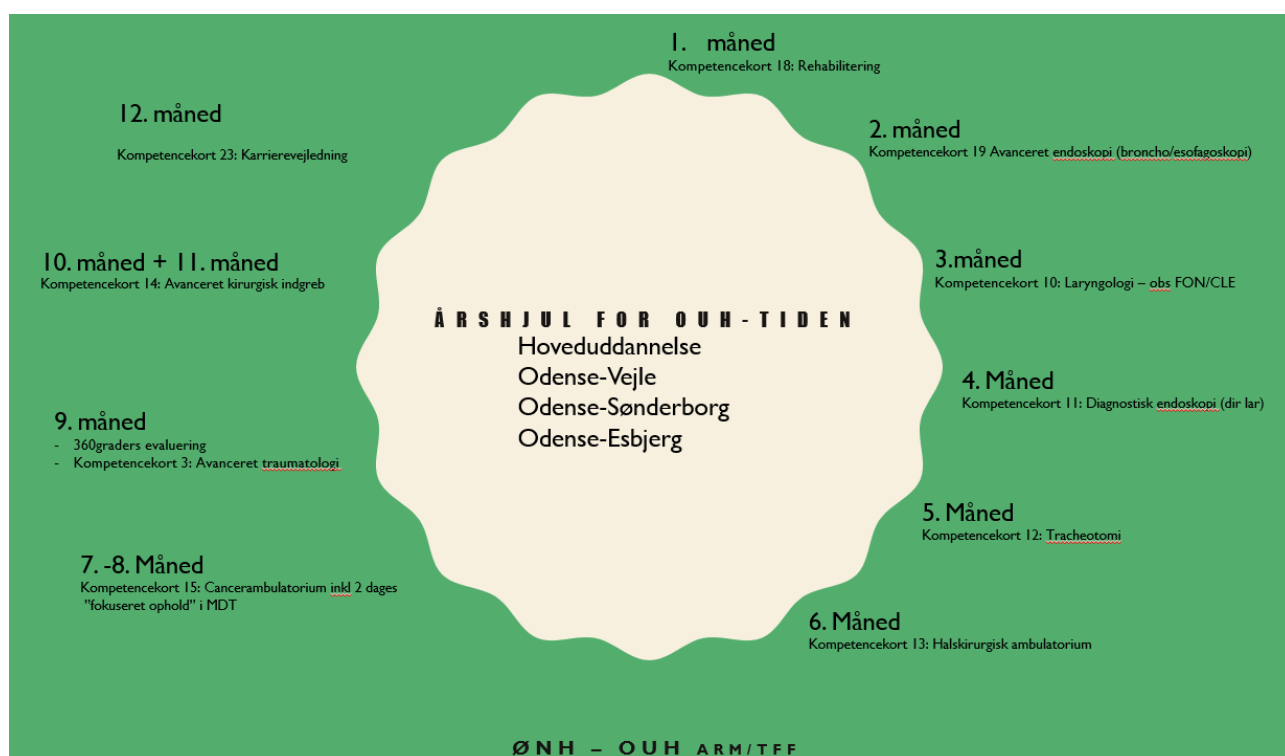 1. måned
Kompetencekort 18: Rehabilitering
2. måned
Kompetencekort 19 Avanceret endoskopi (broncho/esofagoskopi)
3.måned
Kompetencekort 10: Laryngologi – obs FON/CLE
4. Måned
Kompetencekort 11: Diagnostisk endoskopi (dir lar)
5. Måned
Kompetencekort 12: Tracheotomi
6. Måned
Kompetencekort 13: Halskirurgisk ambulatorium
7. -8. Måned
Kompetencekort 15: Cancerambulatorium inkl 2 dages
"fokuseret ophold" i MDT
9. måned
- 360graders evaluering
- Kompetencekort 3: Avanceret traumatologi
10. måned + 11. måned
Kompetencekort 14: Avanceret kirurgisk indgreb
12. måned
Kompetencekort 23: Karrierevejledning
ÅRSHJUL FOR OUH-TIDEN
Hoveduddannelse
Odense-Vejle
Odense-Sønderborg
Odense-Esbjerg
ØNH – OUH ARM/TFF